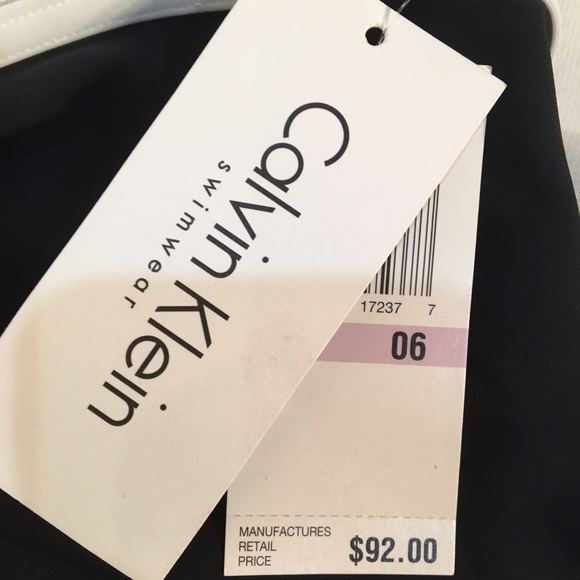 Calvin Klein
swimwear
17237 7
06
MANUFACTURES
RETAIL
PRICE
$92.00